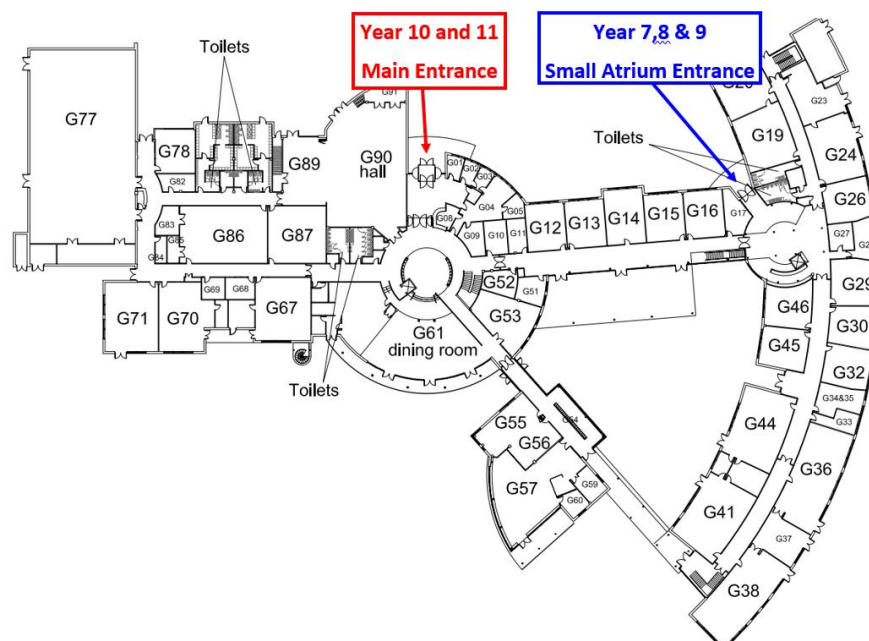 Year 10 and 11
Main Entrance
Year 7,8 & 9
Small Atrium Entrance
Toilets
Toilets
Toilets
G77
G78
G82
G83
G85
G84
G86
G87
G89
G90
hall
G91
G01
G02
G03
G04
G05
G08
G09
G10
G11
G12
G13
G14
G15
G16
G17
G19
G23
G24
G26
G27
G29
G30
G32
G34&35
G33
G36
G37
G38
G41
G44
G45
G46
G51
G52
G53
G55
G56
G57
G59
G60
G61
dining room
G67
G68
G69
G70
G71